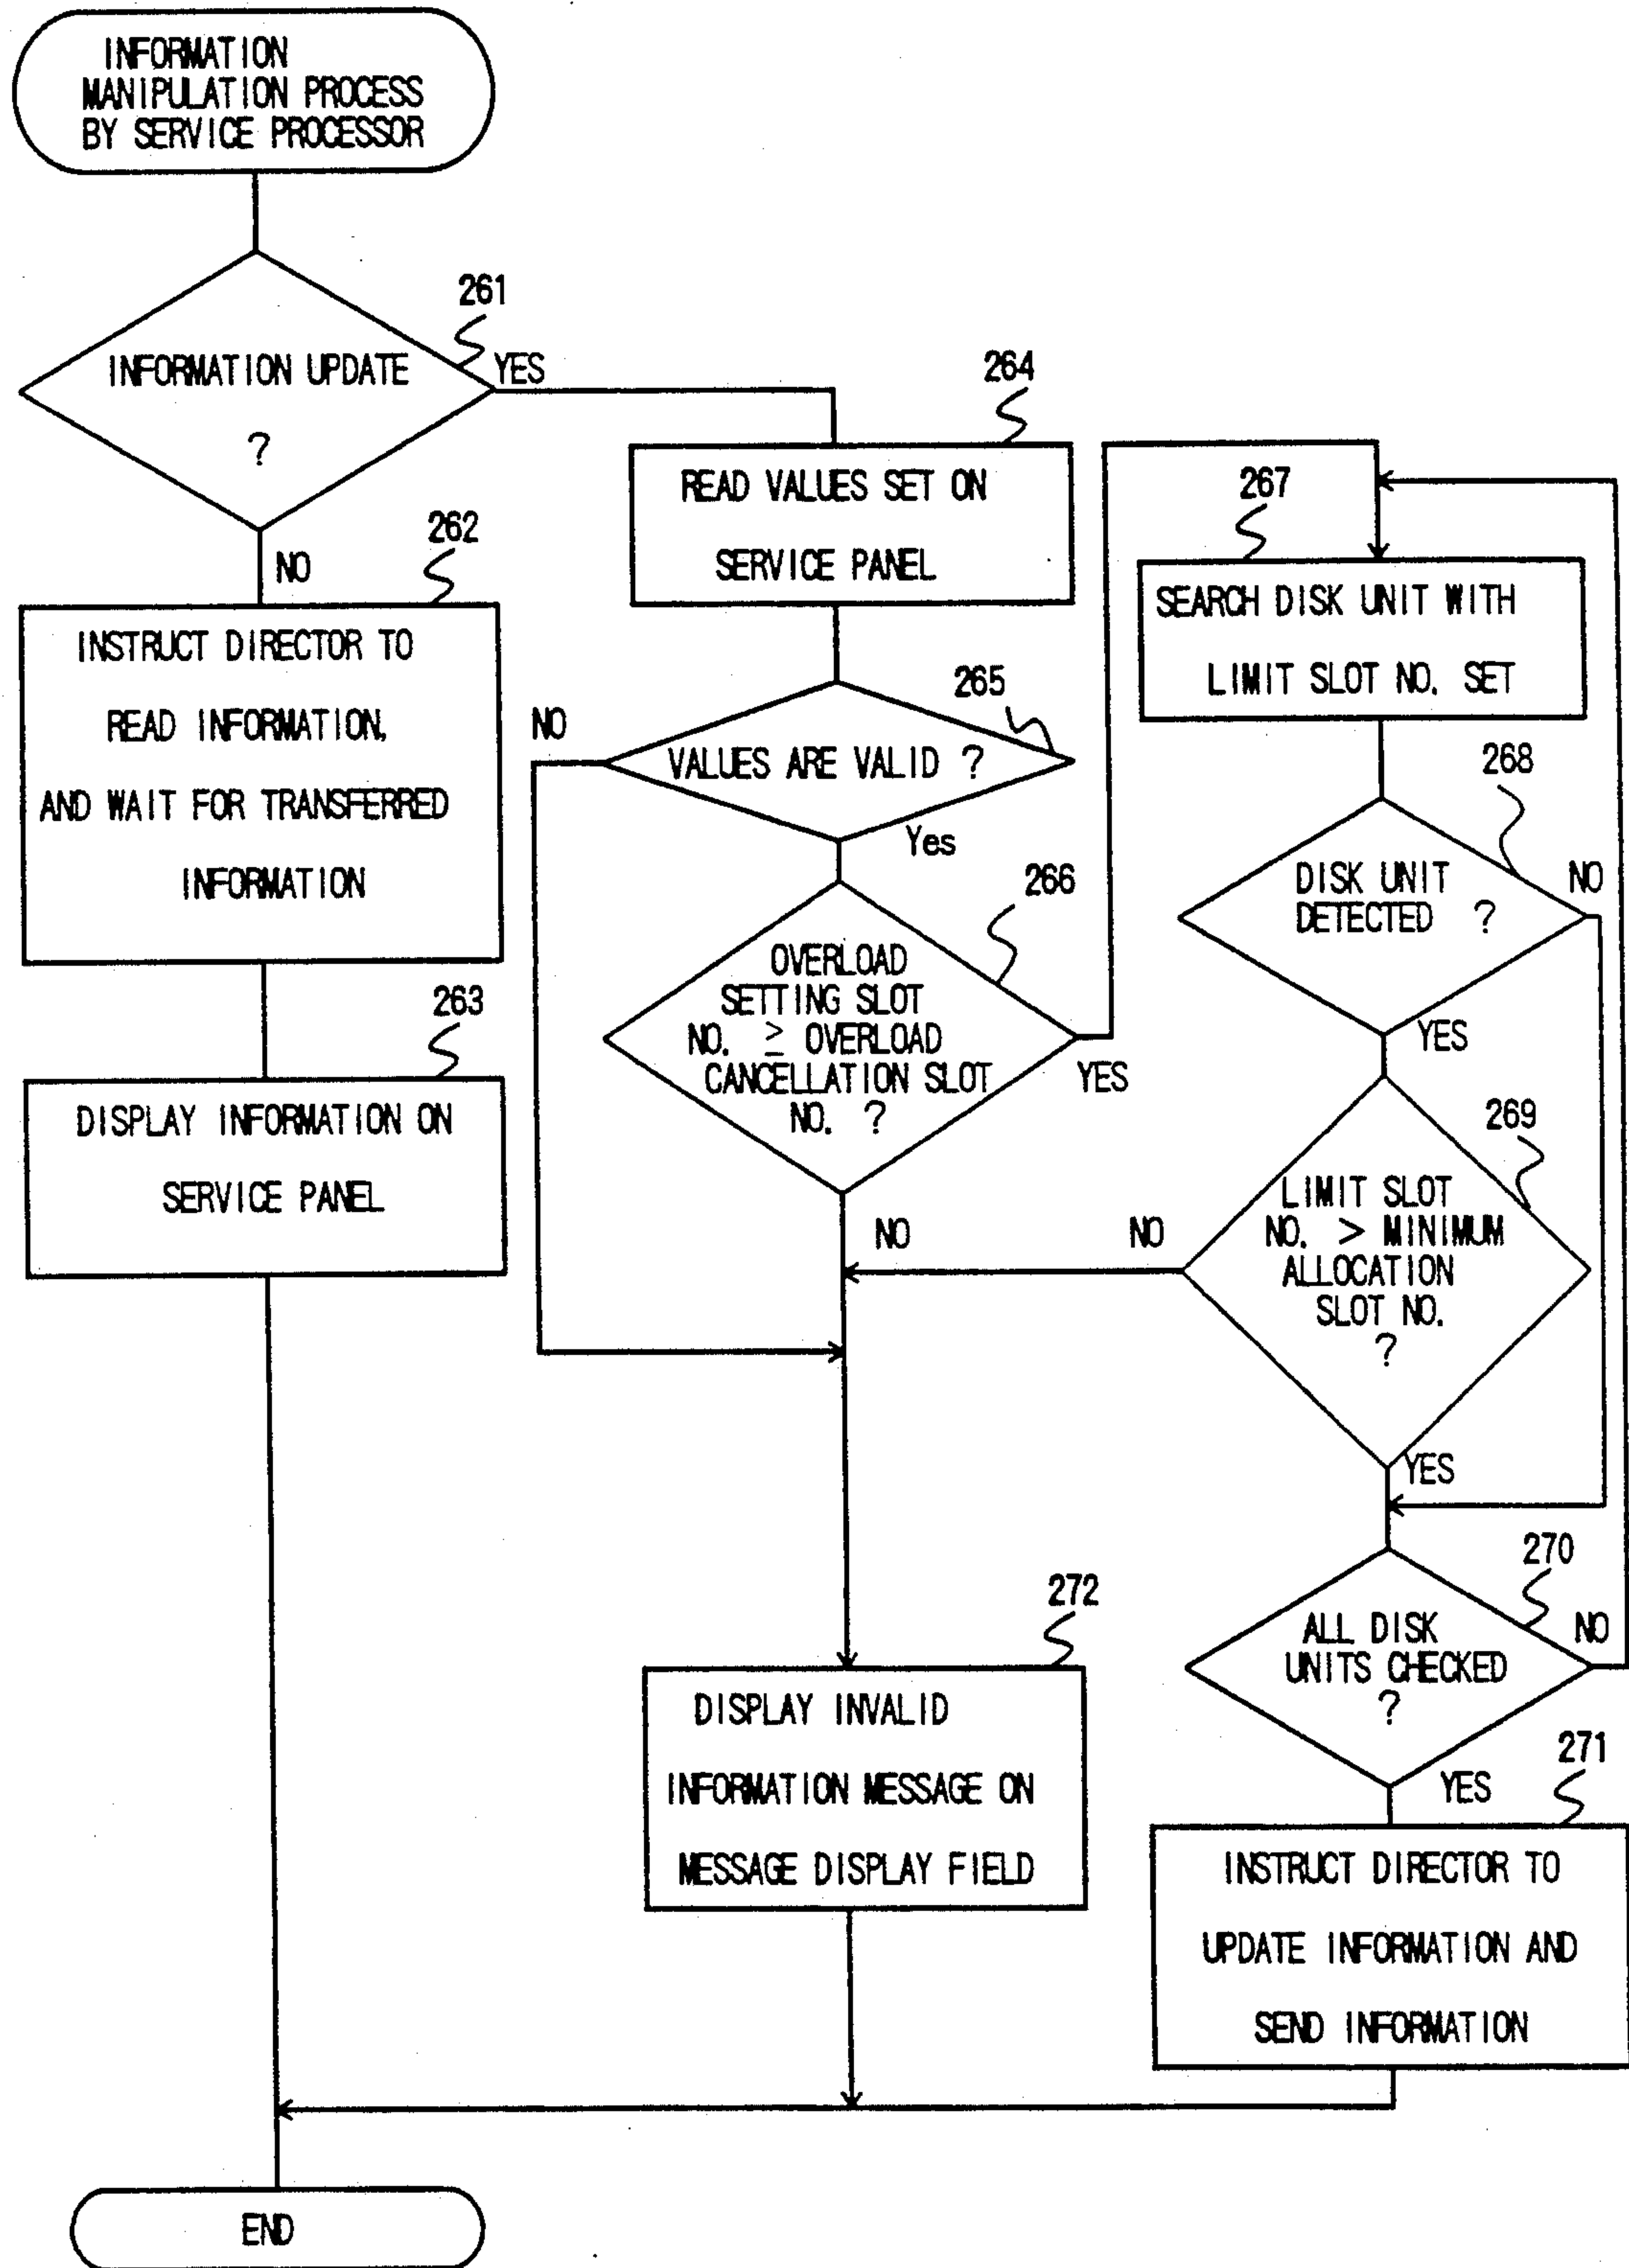 INFORMATION
MANIPULATION PROCESS
BY SERVICE PROCESSOR
261
INFORMATION UPDATE
?
YES
NO
262
INSTRUCT DIRECTOR TO
READ INFORMATION,
AND WAIT FOR TRANSFERRED
INFORMATION
263
DISPLAY INFORMATION ON
SERVICE PANEL
264
READ VALUES SET ON
SERVICE PANEL
265
NO
VALUES ARE VALID ?
Yes
266
OVERLOAD
SETTING SLOT
NO. ≥ OVERLOAD
CANCELLATION SLOT
NO. ?
YES
NO
267
SEARCH DISK UNIT WITH
LIMIT SLOT NO. SET
268
DISK UNIT
DETECTED ?
NO
YES
269
LIMIT SLOT
NO. > MINIMUM
ALLOCATION
SLOT NO.
?
NO
YES
270
ALL DISK
UNITS CHECKED
?
NO
YES
271
INSTRUCT DIRECTOR TO
UPDATE INFORMATION AND
SEND INFORMATION
272
DISPLAY INVALID
INFORMATION MESSAGE ON
MESSAGE DISPLAY FIELD
END